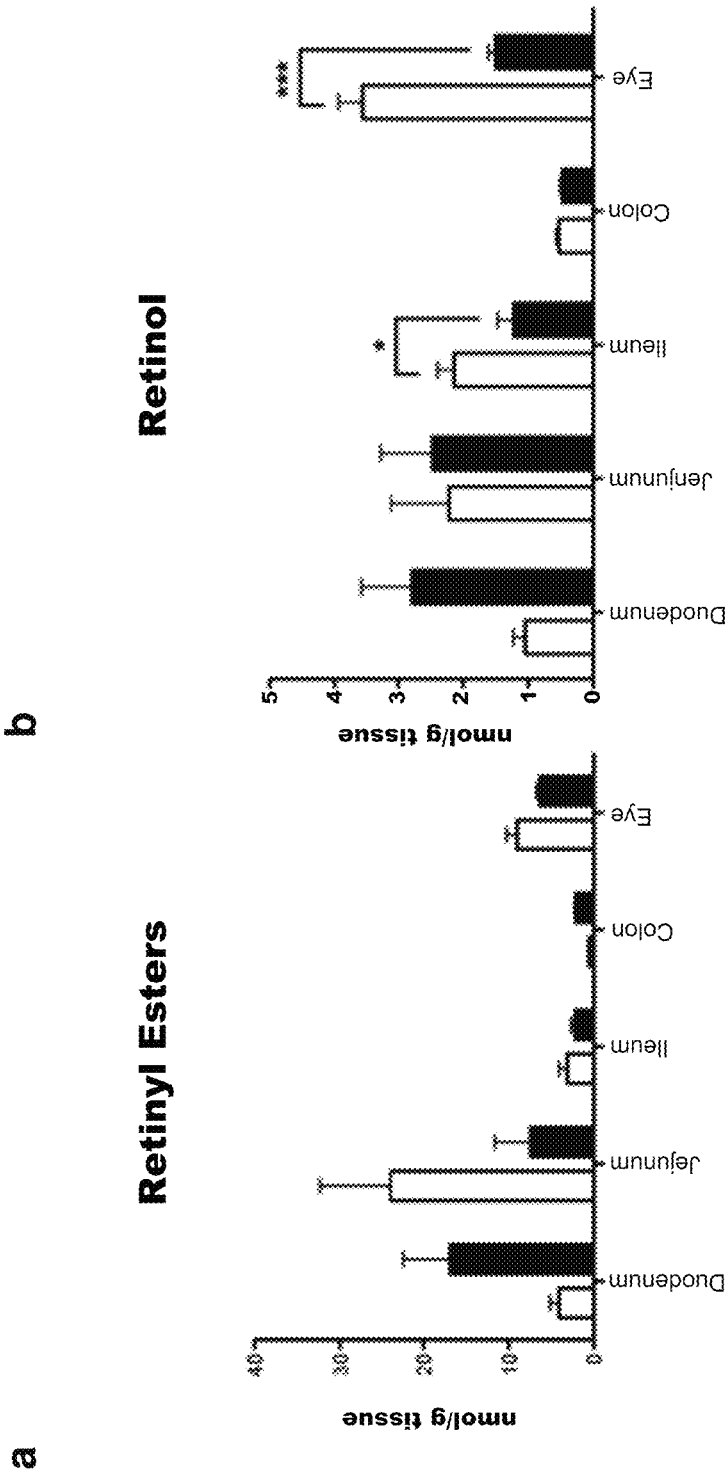 a
Retinyl Esters
nmol/g tissue
40
30
20
10
0
Duodenum
Jejunum
Ileum
Colon
Eye
b
Retinol
nmol/g tissue
5
4
3
2
1
0
*
***
Duodenum
Jenjunum
Ileum
Colon
Eye